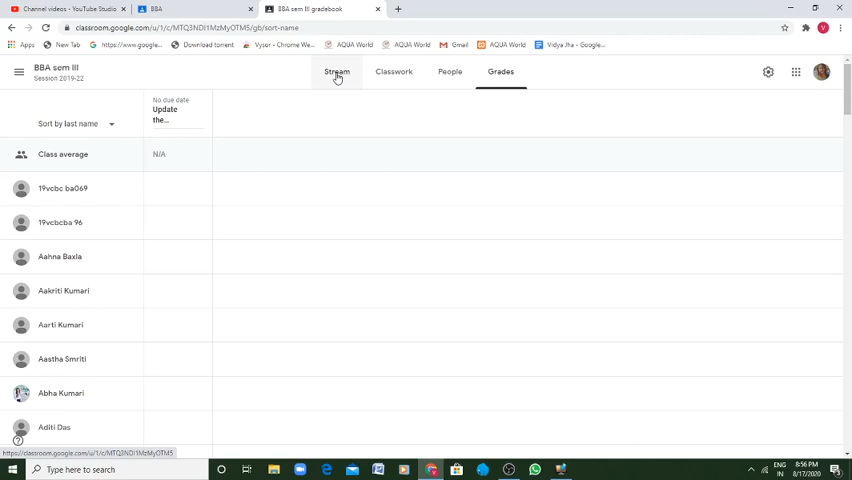 Channel videos - YouTube Studio
BBA
BBA sem III gradebook
classroom.google.com/u/1/c/MTQ3NDI1MzMyOTM5/gb/sort-name
Apps
New Tab
https://www.google...
Download torrent
Vysor - Chrome We...
AQUA World
AQUA World
Gmail
AQUA World
Vidya Jha - Google...
BBA sem III
Session 2019-22
Stream
Classwork
People
Grades
V
No due date
Update
the...
Sort by last name
Class average
N/A
19vcbc ba069
19vcbcba 96
Aahna Baxla
Aakriti Kumari
Aarti Kumari
Aastha Smriti
Abha Kumari
Aditi Das
https://classroom.google.com/u/1/c/MTQ3NDI1MzMyOTM5
Type here to search
ENG
IN
8:56 PM
8/17/2020